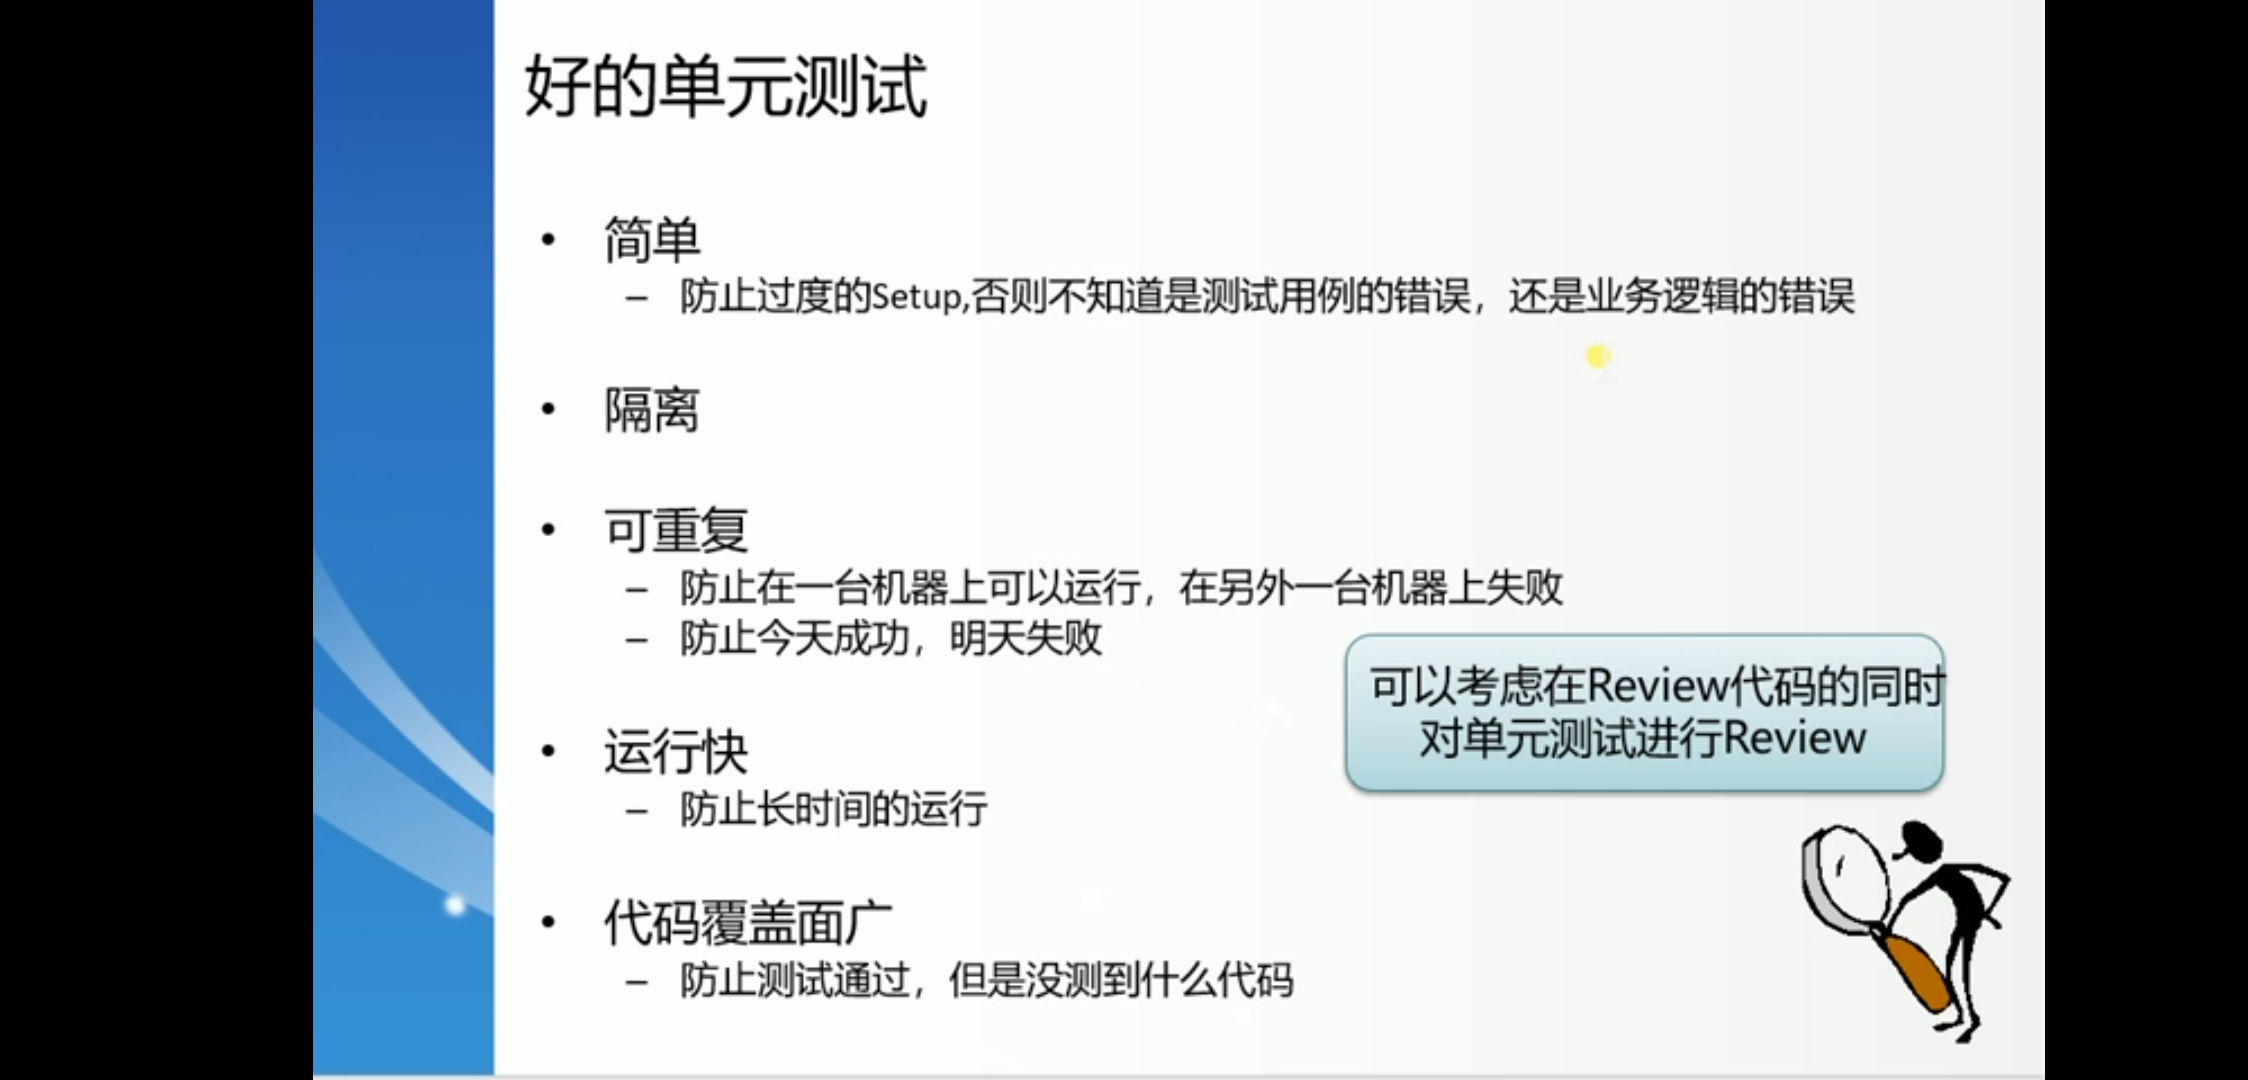 好的单元测试
• 简单
– 防止过度的Setup,否则不知道是测试用例的错误，还是业务逻辑的错误
• 隔离
• 可重复
– 防止在一台机器上可以运行，在另外一台机器上失败
– 防止今天成功，明天失败
可以考虑在Review代码的同时
对单元测试进行Review
• 运行快
– 防止长时间的运行
• 代码覆盖面广
– 防止测试通过，但是没测到什么代码